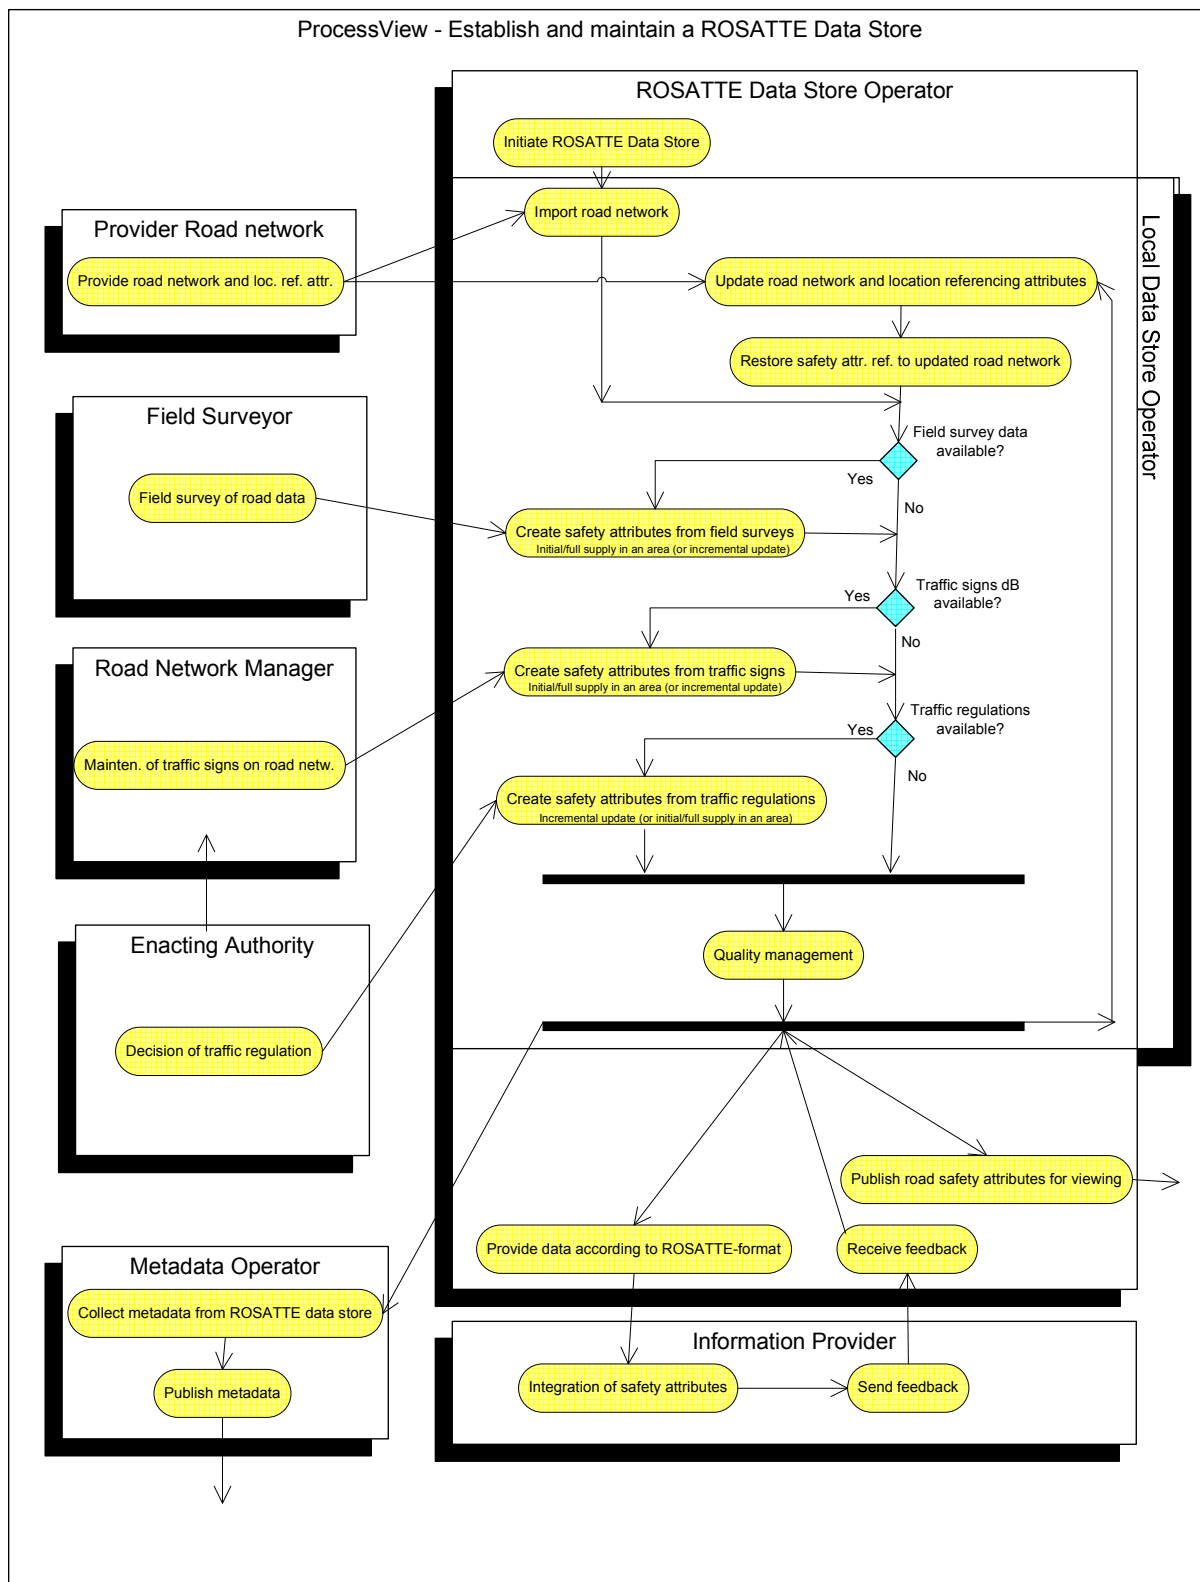 ProcessView - Establish and maintain a ROSATTE Data Store
ROSATTE Data Store Operator
Initiate ROSATTE Data Store
Import road network
Local Data Store Operator
Provider Road network
Provide road network and loc. ref. attr.
Update road network and location referencing attributes
Restore safety attr. ref. to updated road network
Field Surveyor
Field survey of road data
Field survey data
available?
Yes
No
Create safety attributes from field surveys
Initial/full supply in an area (or incremental update)
Traffic signs dB
available?
Yes
No
Road Network Manager
Mainten. of traffic signs on road netw.
Create safety attributes from traffic signs
Initial/full supply in an area (or incremental update)
Traffic regulations
available?
Yes
No
Create safety attributes from traffic regulations
Incremental update (or initial/full supply in an area)
Enacting Authority
Decision of traffic regulation
Quality management
Publish road safety attributes for viewing
Provide data according to ROSATTE-format
Receive feedback
Metadata Operator
Collect metadata from ROSATTE data store
Publish metadata
Information Provider
Integration of safety attributes
Send feedback